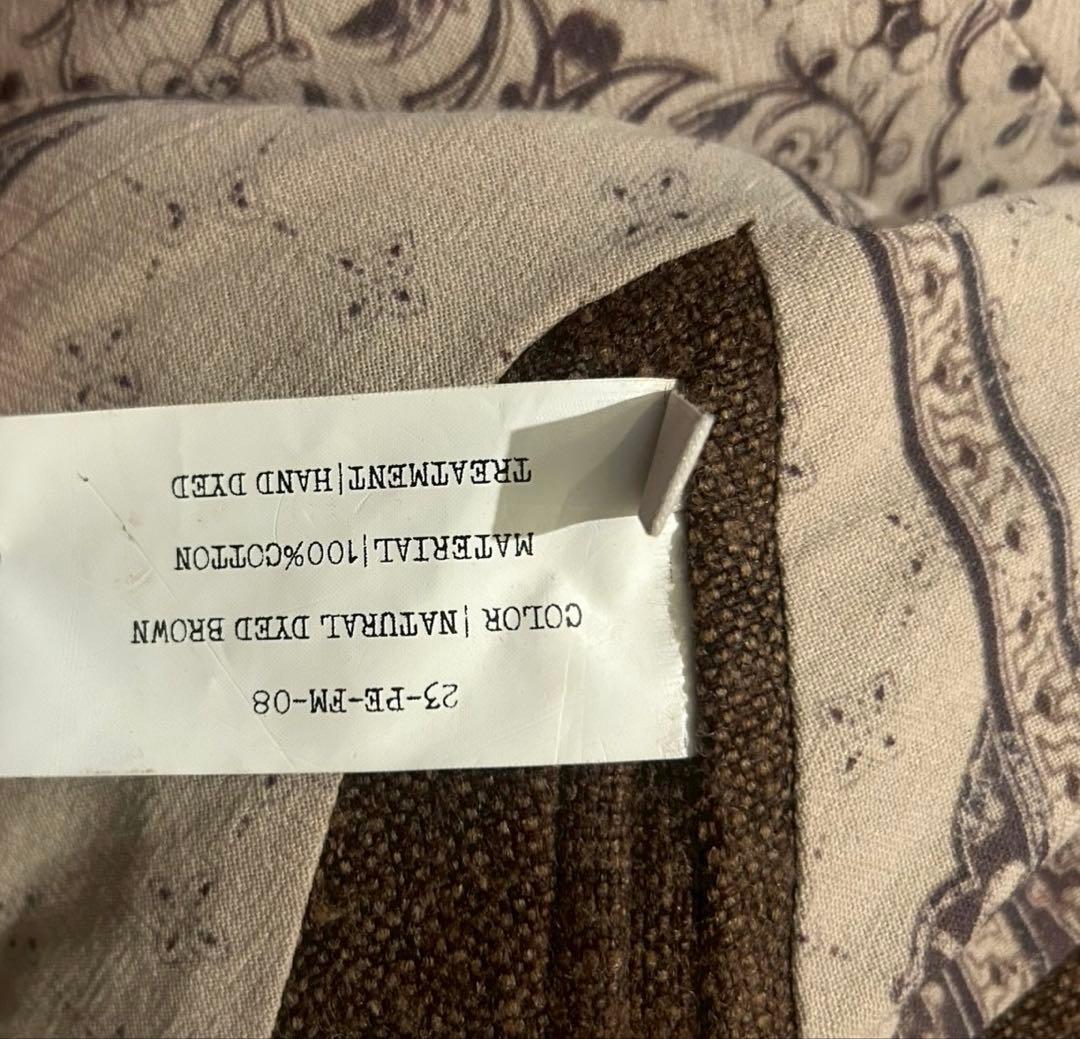 23-PE-FM-08
COLOR | NATURAL DYED BROWN
MATERIAL|100%COTTON
TREATMENT|HAND DYED